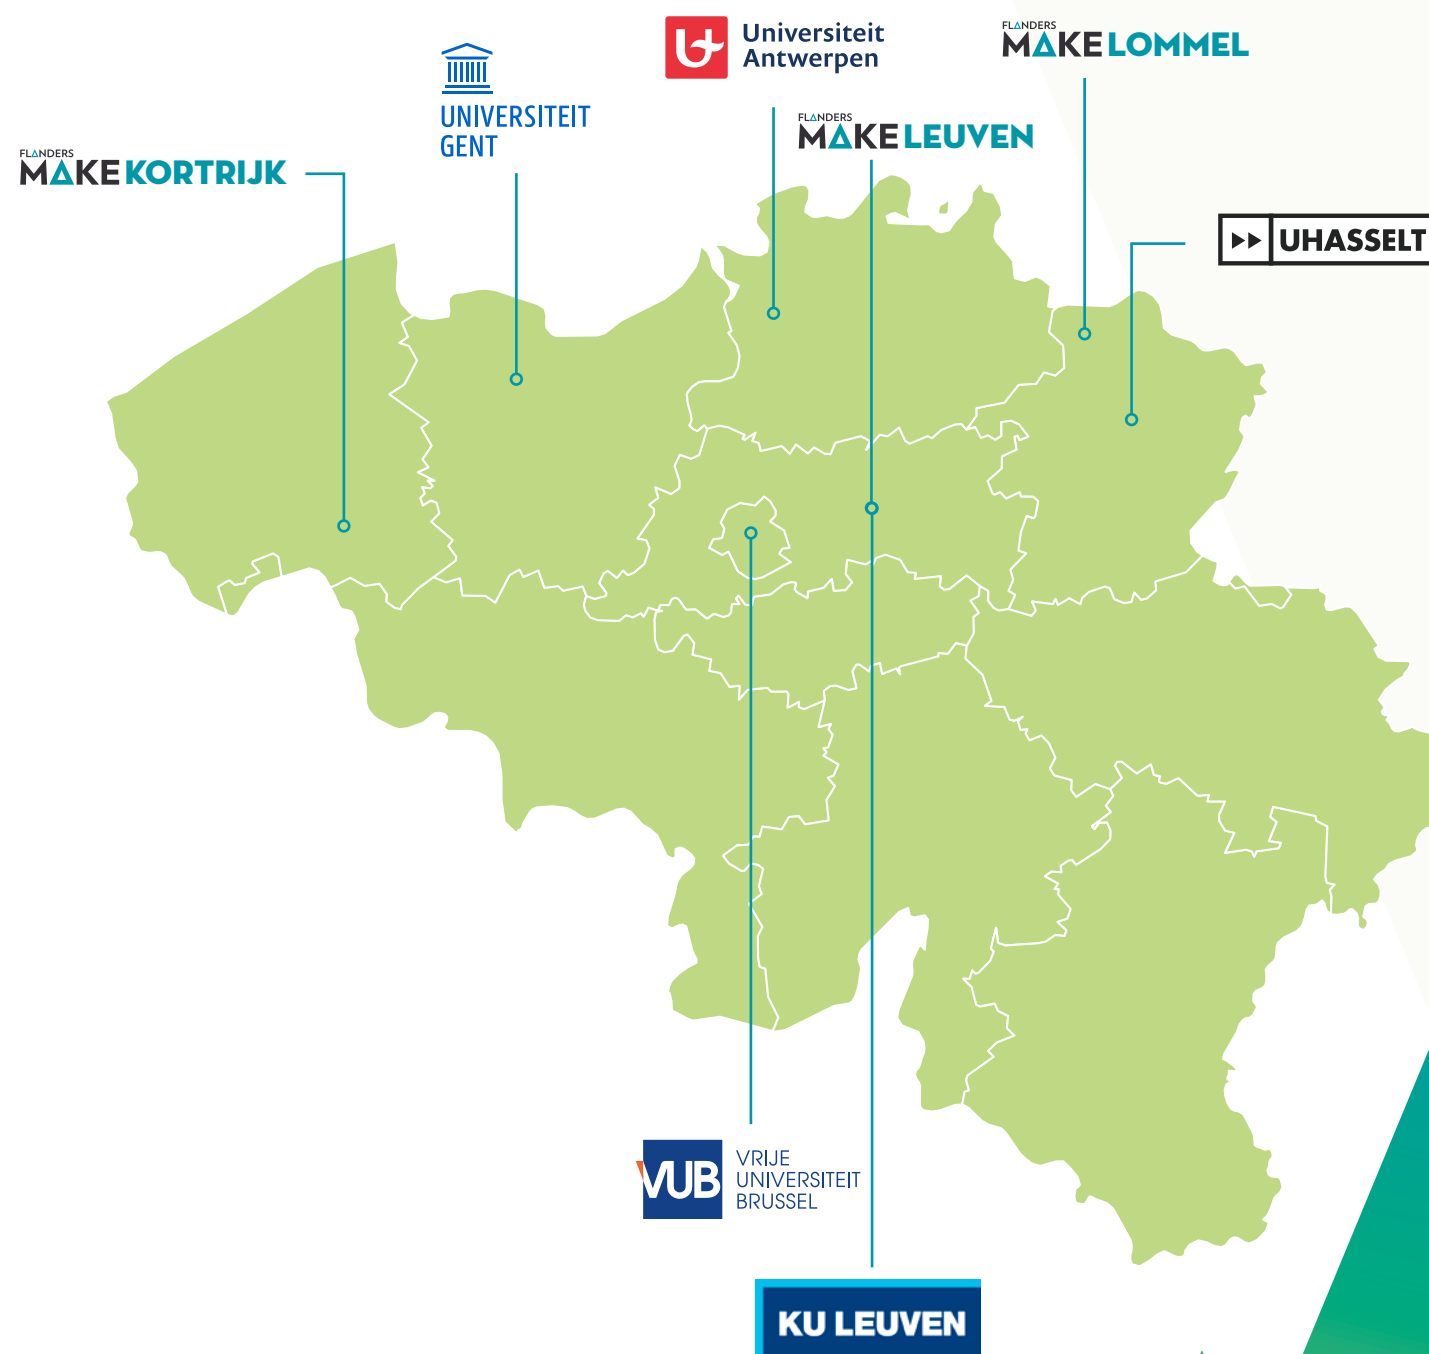 Universiteit
Antwerpen
FLANDERS
MAKE LOMMEL
UNIVERSITEIT
GENT
FLANDERS
MAKE LEUVEN
FLANDERS
MAKE KORTRIJK
UHASSELT
VUB
VRIJE
UNIVERSITEIT
BRUSSEL
KU LEUVEN